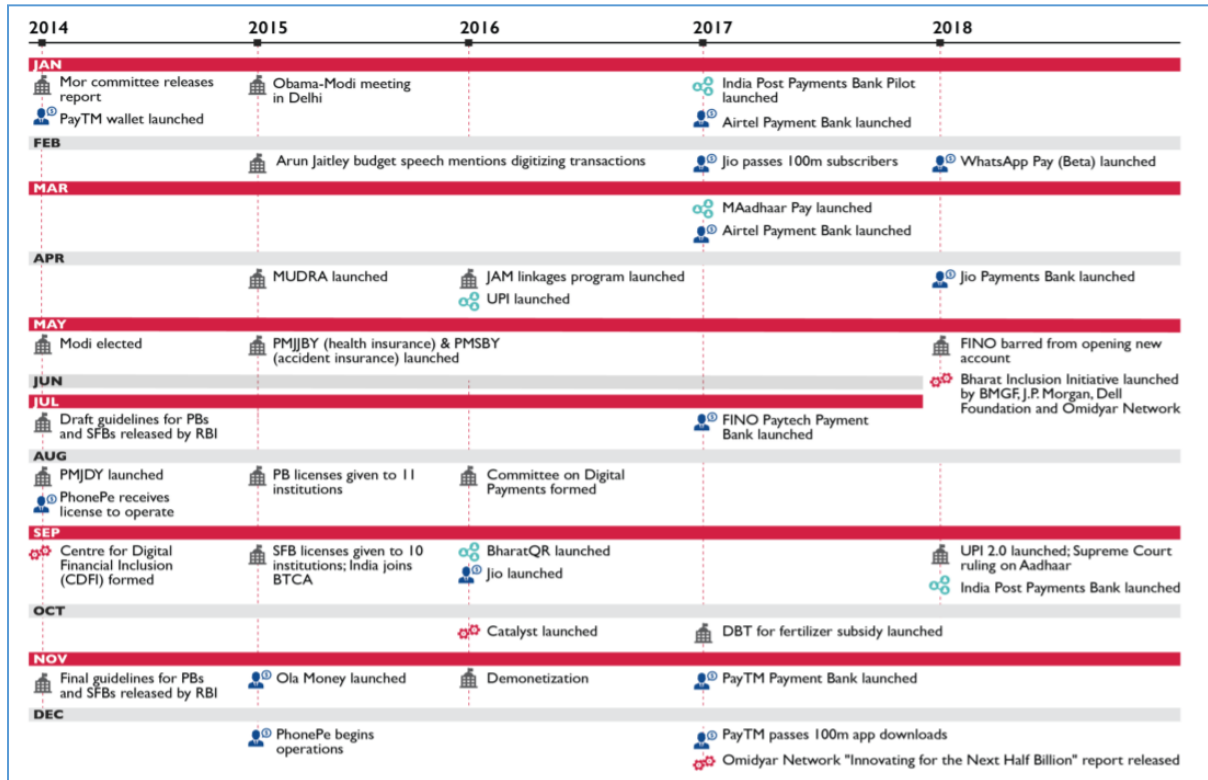 2014 2015 2016 2017 2018
JAN
Mor committee releases
report
PayTM wallet launched
Obama-Modi meeting
in Delhi
India Post Payments Bank Pilot
launched
Airtel Payment Bank launched
FEB
Arun Jaitley budget speech mentions digitizing transactions
Jio passes 100m subscribers
WhatsApp Pay (Beta) launched
MAR
MAadhaar Pay launched
Airtel Payment Bank launched
APR
MUDRA launched
JAM linkages program launched
UPI launched
Jio Payments Bank launched
MAY
Modi elected
PMJJBY (health insurance) & PMSBY
(accident insurance) launched
FINO barred from opening new
account
Bharat Inclusion Initiative launched
by BMGF, J.P. Morgan, Dell
Foundation and Omidyar Network
JUN
JUL
Draft guidelines for PBs
and SFBs released by RBI
FINO Paytech Payment
Bank launched
AUG
PMJDY launched
PhonePe receives
license to operate
PB licenses given to 11
institutions
Committee on Digital
Payments formed
SEP
Centre for Digital
Financial Inclusion
(CDFI) formed
SFB licenses given to 10
institutions; India joins
BTCA
BharatQR launched
Jio launched
UPI 2.0 launched; Supreme Court
ruling on Aadhaar
India Post Payments Bank launched
OCT
Catalyst launched
DBT for fertilizer subsidy launched
NOV
Final guidelines for PBs
and SFBs released by RBI
Ola Money launched
Demonetization
PayTM Payment Bank launched
DEC
PhonePe begins
operations
PayTM passes 100m app downloads
Omidyar Network "Innovating for the Next Half Billion" report released